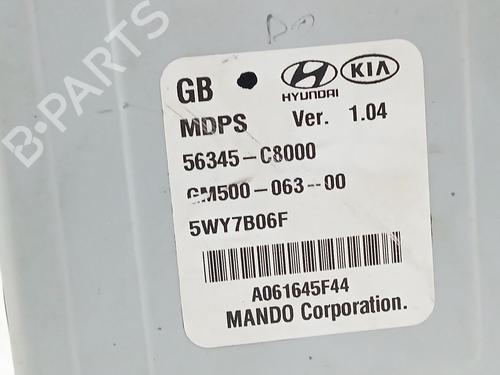 GB HYUNDAI KIA
MDPS Ver. 1.04
56345-C8000
GM500-063-00
5WY7B06F
A061645F44
MANDO Corporation.
B-PARTS